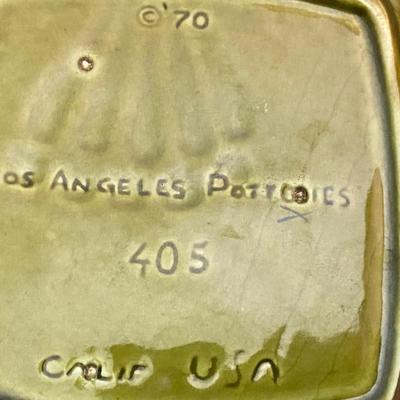 ©'70
OS ANGELES POTTERIES
405
CALIF USA